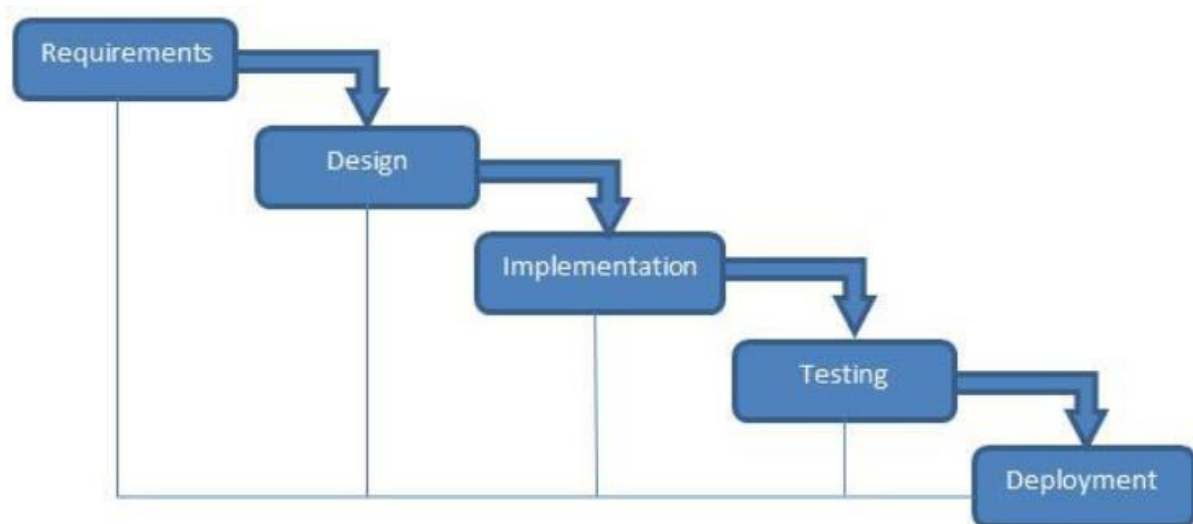 Requirements
Design
Implementation
Testing
Deployment